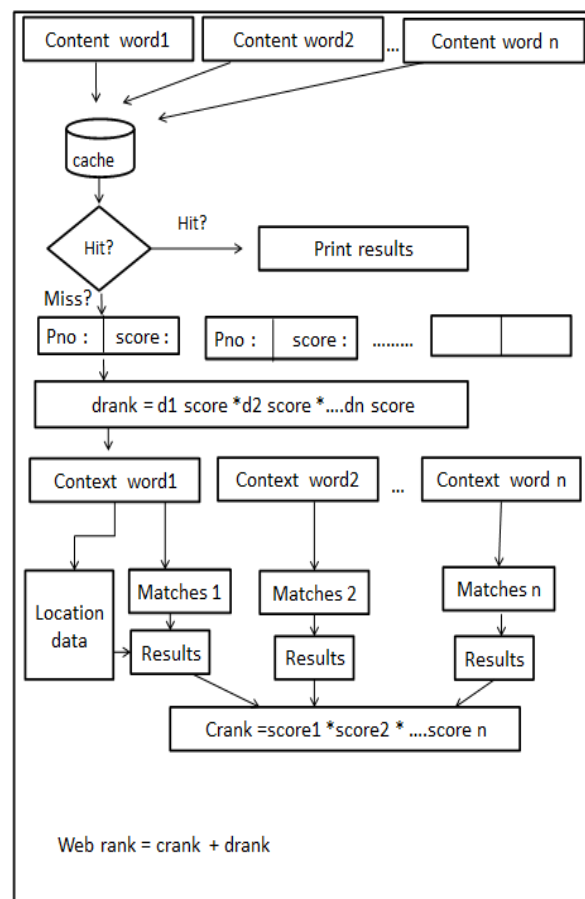 Content word1 Content word2 ... Content word n
cache
Hit?
Hit?
Print results
Miss?
Pno : score : Pno : score : .........
drank = d1 score *d2 score *....dn score
Context word1 Context word2 ... Context word n
Location
data
Matches 1 Matches 2 Matches n
Results Results Results
Crank =score1 *score2 * ....score n
Web rank = crank + drank